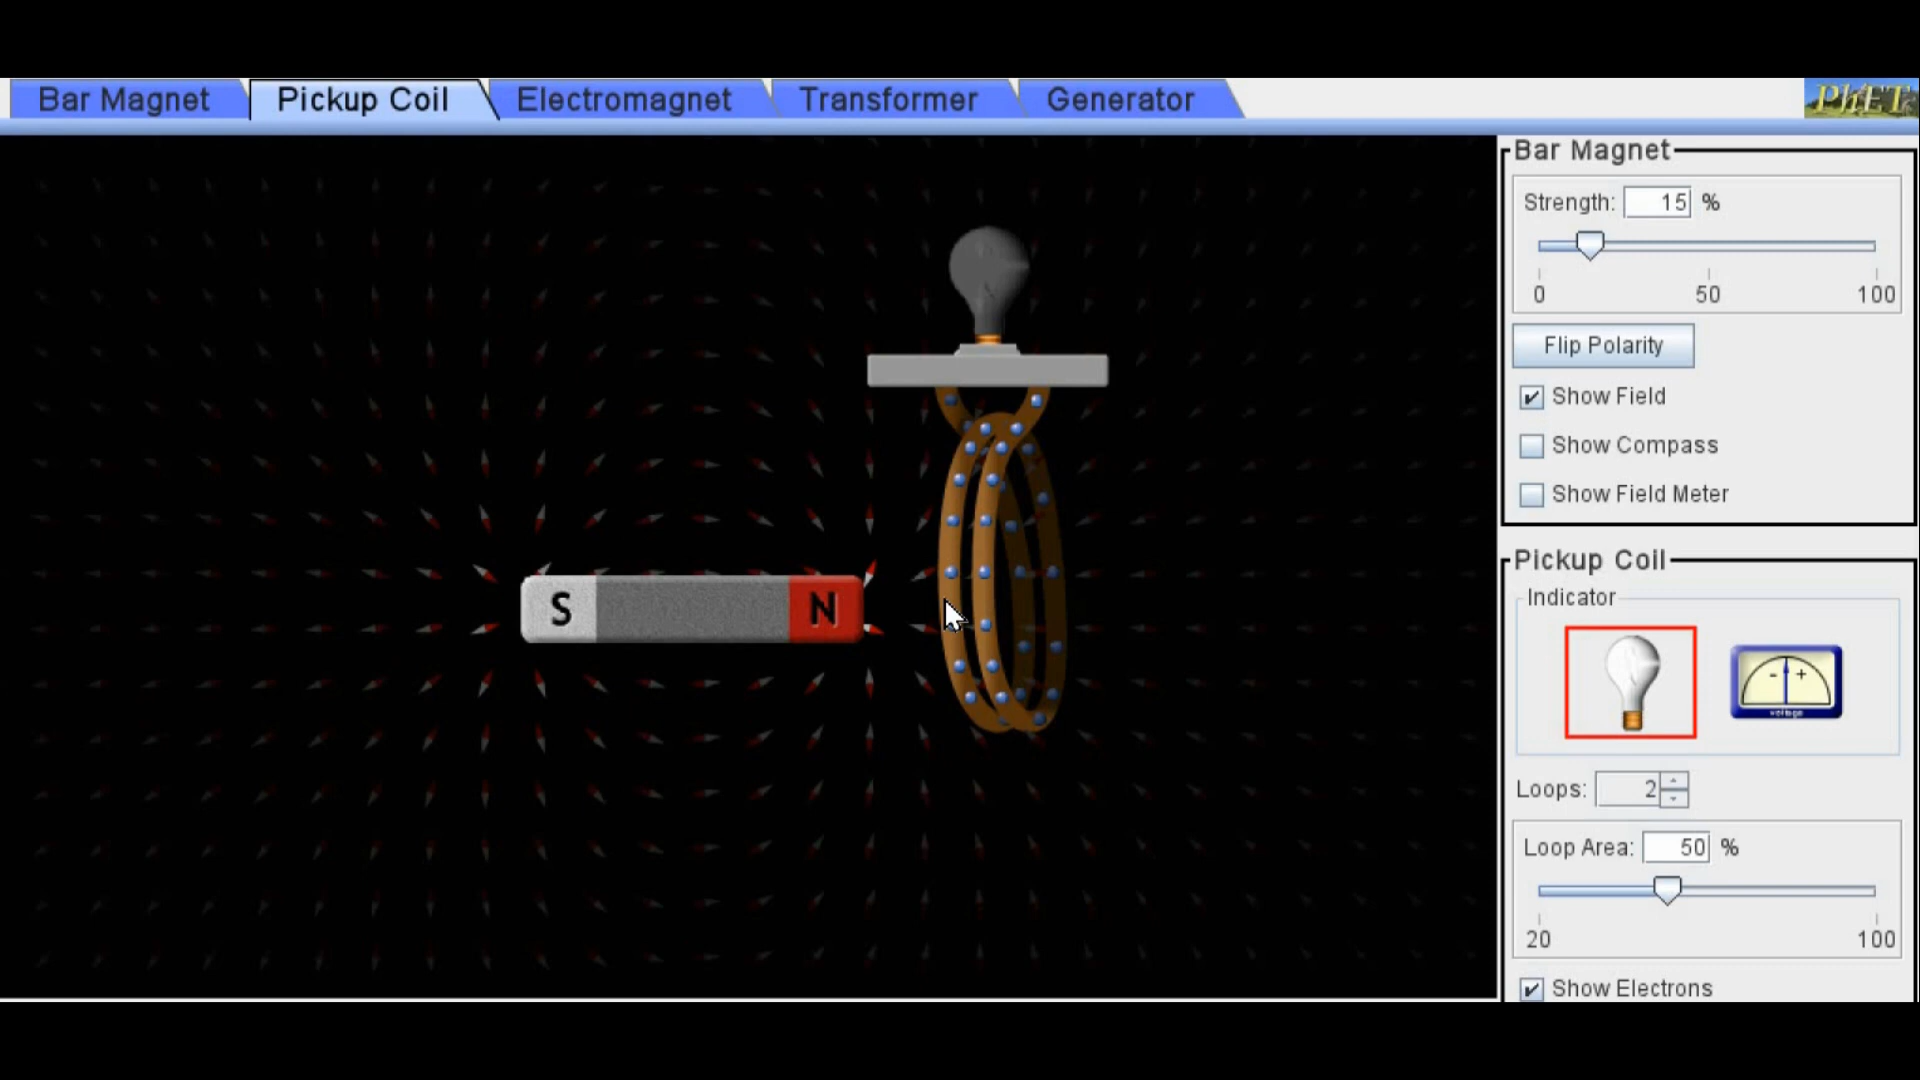 Bar Magnet Pickup Coil Electromagnet Transformer Generator PhET
Bar Magnet
Strength: 15 %
0 50 100
Flip Polarity
Show Field
Show Compass
Show Field Meter
S N
Pickup Coil
Indicator
- +
voltage
Loops: 2
Loop Area: 50 %
20 100
Show Electrons